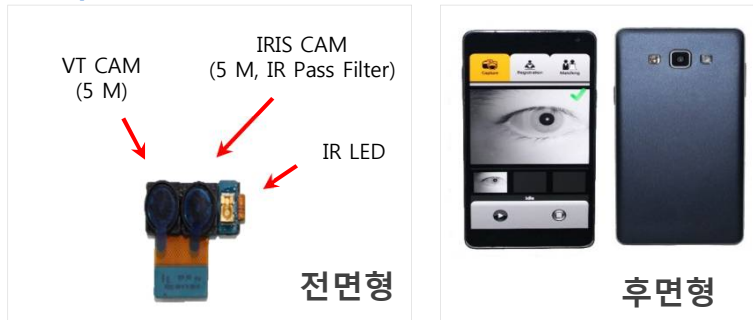 VT CAM
(5 M)
IRIS CAM
(5 M, IR Pass Filter)
IR LED
전면형
Capture
Registration
Matching
Idle
후면형